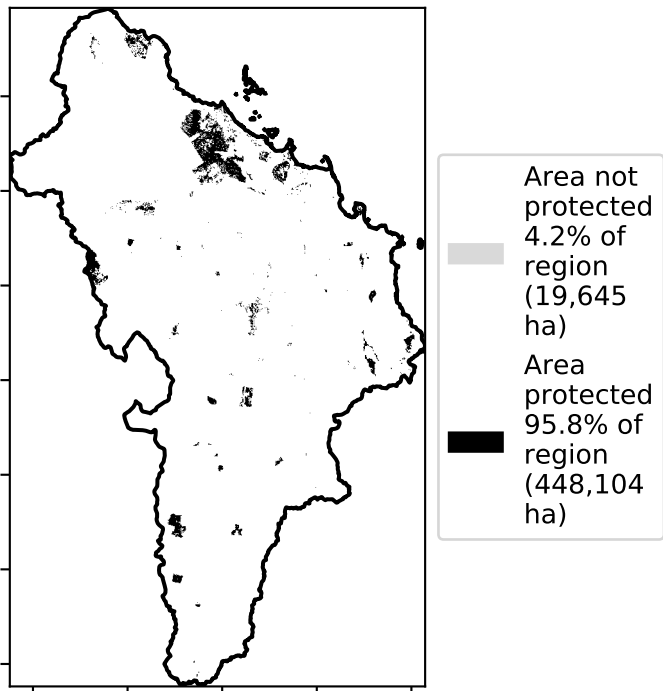 Area not
protected
4.2% of
region
(19,645
ha)
Area
protected
95.8% of
region
(448,104
ha)